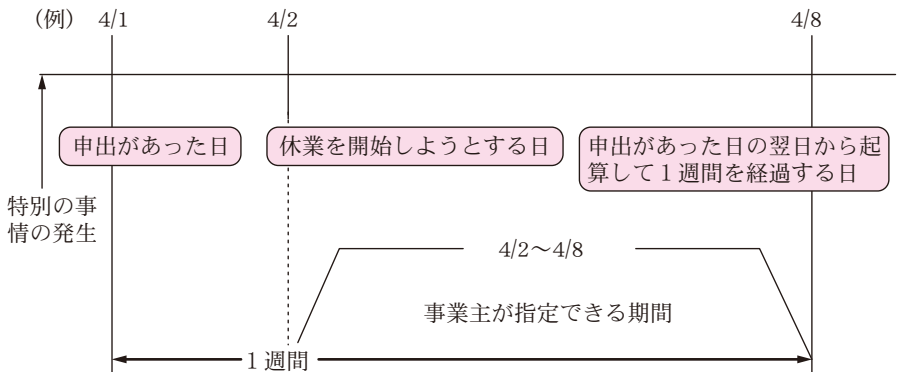 （例） 4/1 4/2 4/8
申出があった日
休業を開始しようとする日
申出があった日の翌日から起
算して１週間を経過する日
特別の事
情の発生
4/2〜4/8
事業主が指定できる期間
１週間